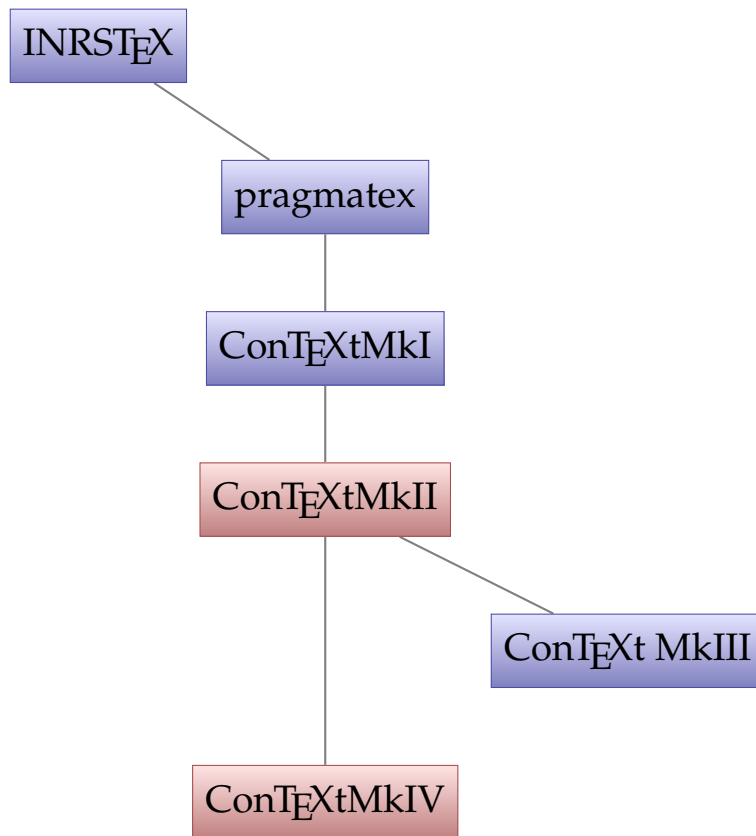 INRSTEX
pragmatex
ConTEXtMkI
ConTEXtMkII
ConTEXt MkIII
ConTEXtMkIV